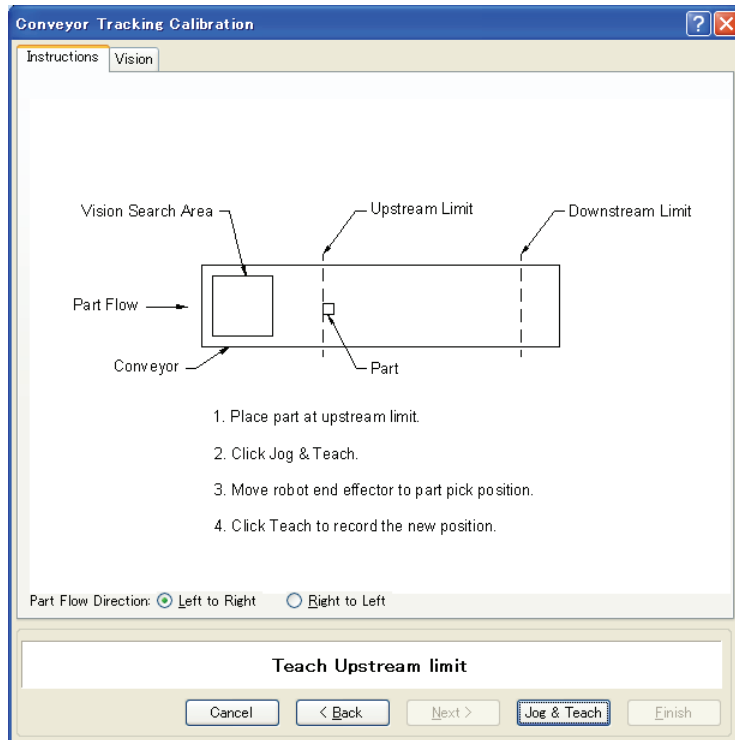 Conveyor Tracking Calibration
Instructions
Vision
Vision Search Area
Upstream Limit
Downstream Limit
Part Flow
Conveyor
Part
1. Place part at upstream limit.
2. Click Jog & Teach.
3. Move robot end effector to part pick position.
4. Click Teach to record the new position.
Part Flow Direction: Left to Right Right to Left
Teach Upstream limit
Cancel < Back Next > Jog & Teach Finish